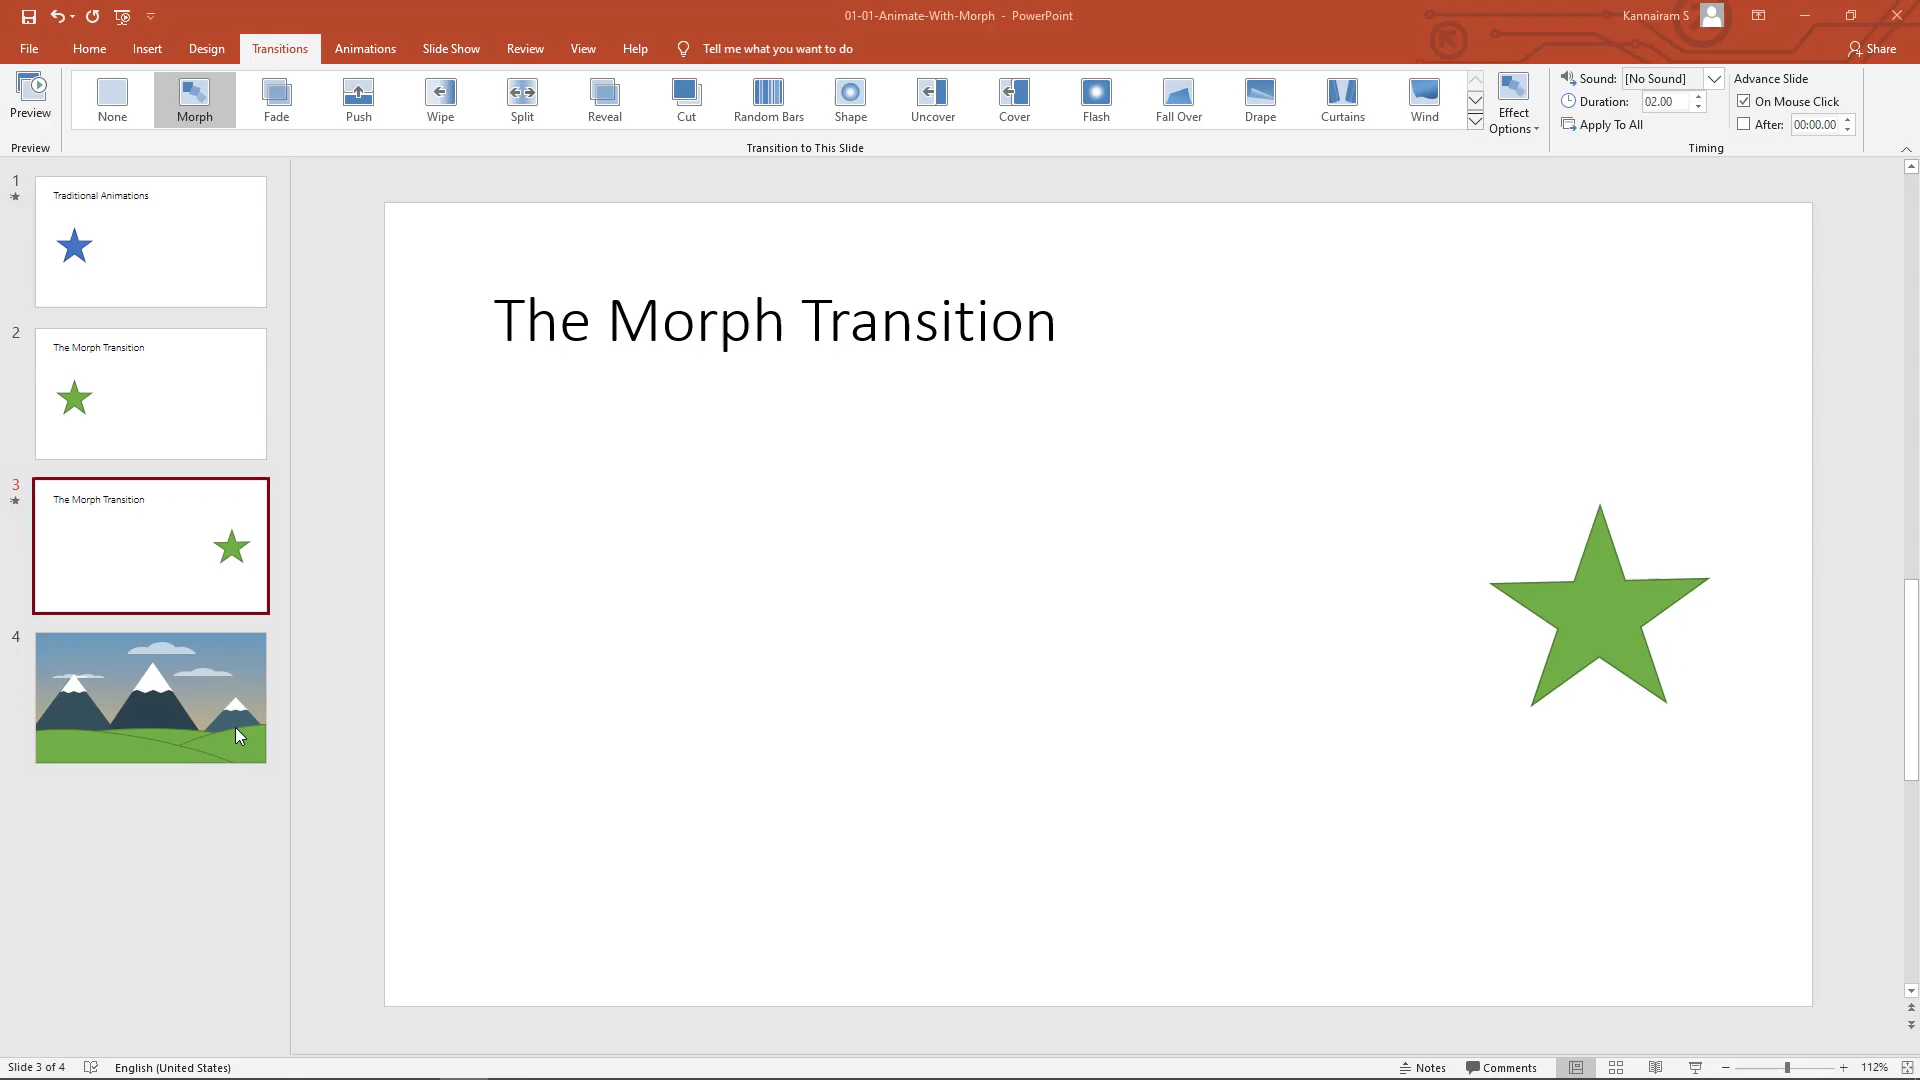 01-01-Animate-With-Morph - PowerPoint
Kannairam S
File Home Insert Design Transitions Animations Slide Show Review View Help Tell me what you want to do Share
Preview
None Morph Fade Push Wipe Split Reveal Cut Random Bars Shape Uncover Cover Flash Fall Over Drape Curtains Wind
Effect Options
Sound: [No Sound]
Duration: 02.00
Apply To All
Advance Slide
On Mouse Click
After: 00:00.00
Preview Transition to This Slide Timing
1
Traditional Animations
2
The Morph Transition
3
The Morph Transition
4
The Morph Transition
Slide 3 of 4 English (United States) Notes Comments 112%